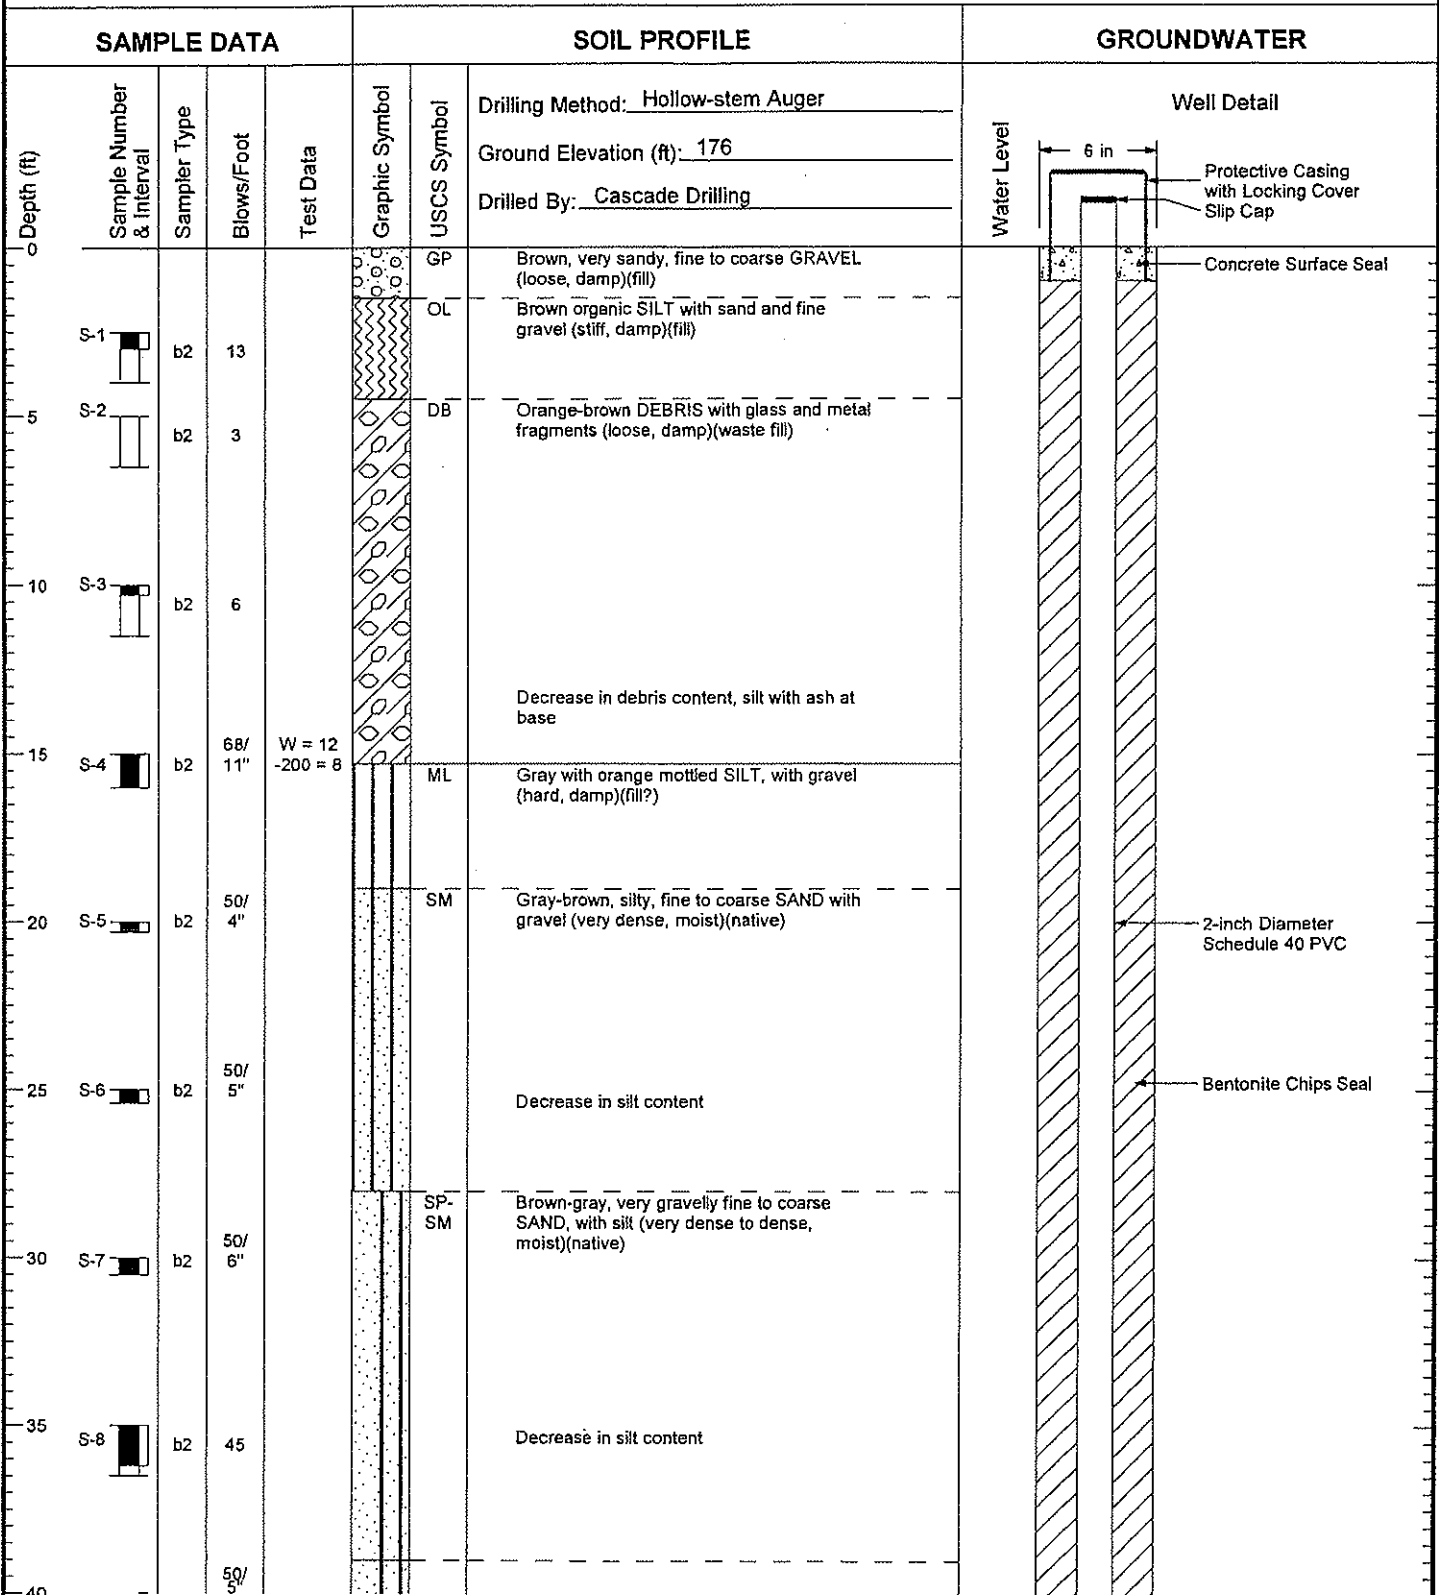 SAMPLE DATA
SOIL PROFILE
GROUNDWATER
Depth (ft)
Sample Number
& Interval
Sampler Type
Blows/Foot
Test Data
Graphic Symbol
USCS Symbol
Drilling Method: Hollow-stem Auger
Ground Elevation (ft): 176
Drilled By: Cascade Drilling
Water Level
Well Detail
6 in
Protective Casing
with Locking Cover
Slip Cap
0
GP
Brown, very sandy, fine to coarse GRAVEL
(loose, damp)(fill)
Concrete Surface Seal
OL
Brown organic SILT with sand and fine
gravel (stiff, damp)(fill)
S-1
b2
13
5
S-2
b2
3
DB
Orange-brown DEBRIS with glass and metal
fragments (loose, damp)(waste fill)
10
S-3
b2
6
Decrease in debris content, silt with ash at
base
15
S-4
b2
68/
11"
W = 12
-200 = 8
ML
Gray with orange mottled SILT, with gravel
(hard, damp)(fill?)
20
S-5
b2
50/
4"
SM
Gray-brown, silty, fine to coarse SAND with
gravel (very dense, moist)(native)
2-inch Diameter
Schedule 40 PVC
25
S-6
b2
50/
5"
Decrease in silt content
Bentonite Chips Seal
SP-
SM
Brown-gray, very gravelly fine to coarse
SAND, with silt (very dense to dense,
moist)(native)
30
S-7
b2
50/
6"
35
S-8
b2
45
Decrease in silt content
50/
5"
40